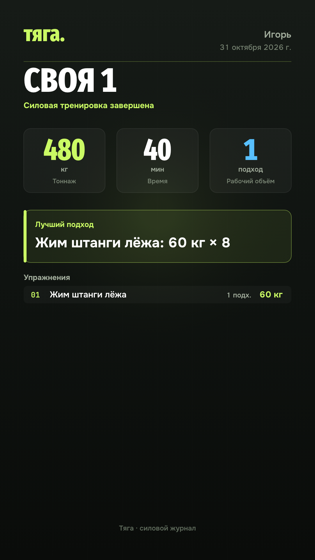 тяга.
Игорь
31 октября 2026 г.
СВОЯ 1
Силовая тренировка завершена
480
кг
Тоннаж
40
мин
Время
1
подход
Рабочий объём
Лучший подход
Жим штанги лёжа: 60 кг × 8
Упражнения
01 Жим штанги лёжа 1 подх. 60 кг
Тяга · силовой журнал